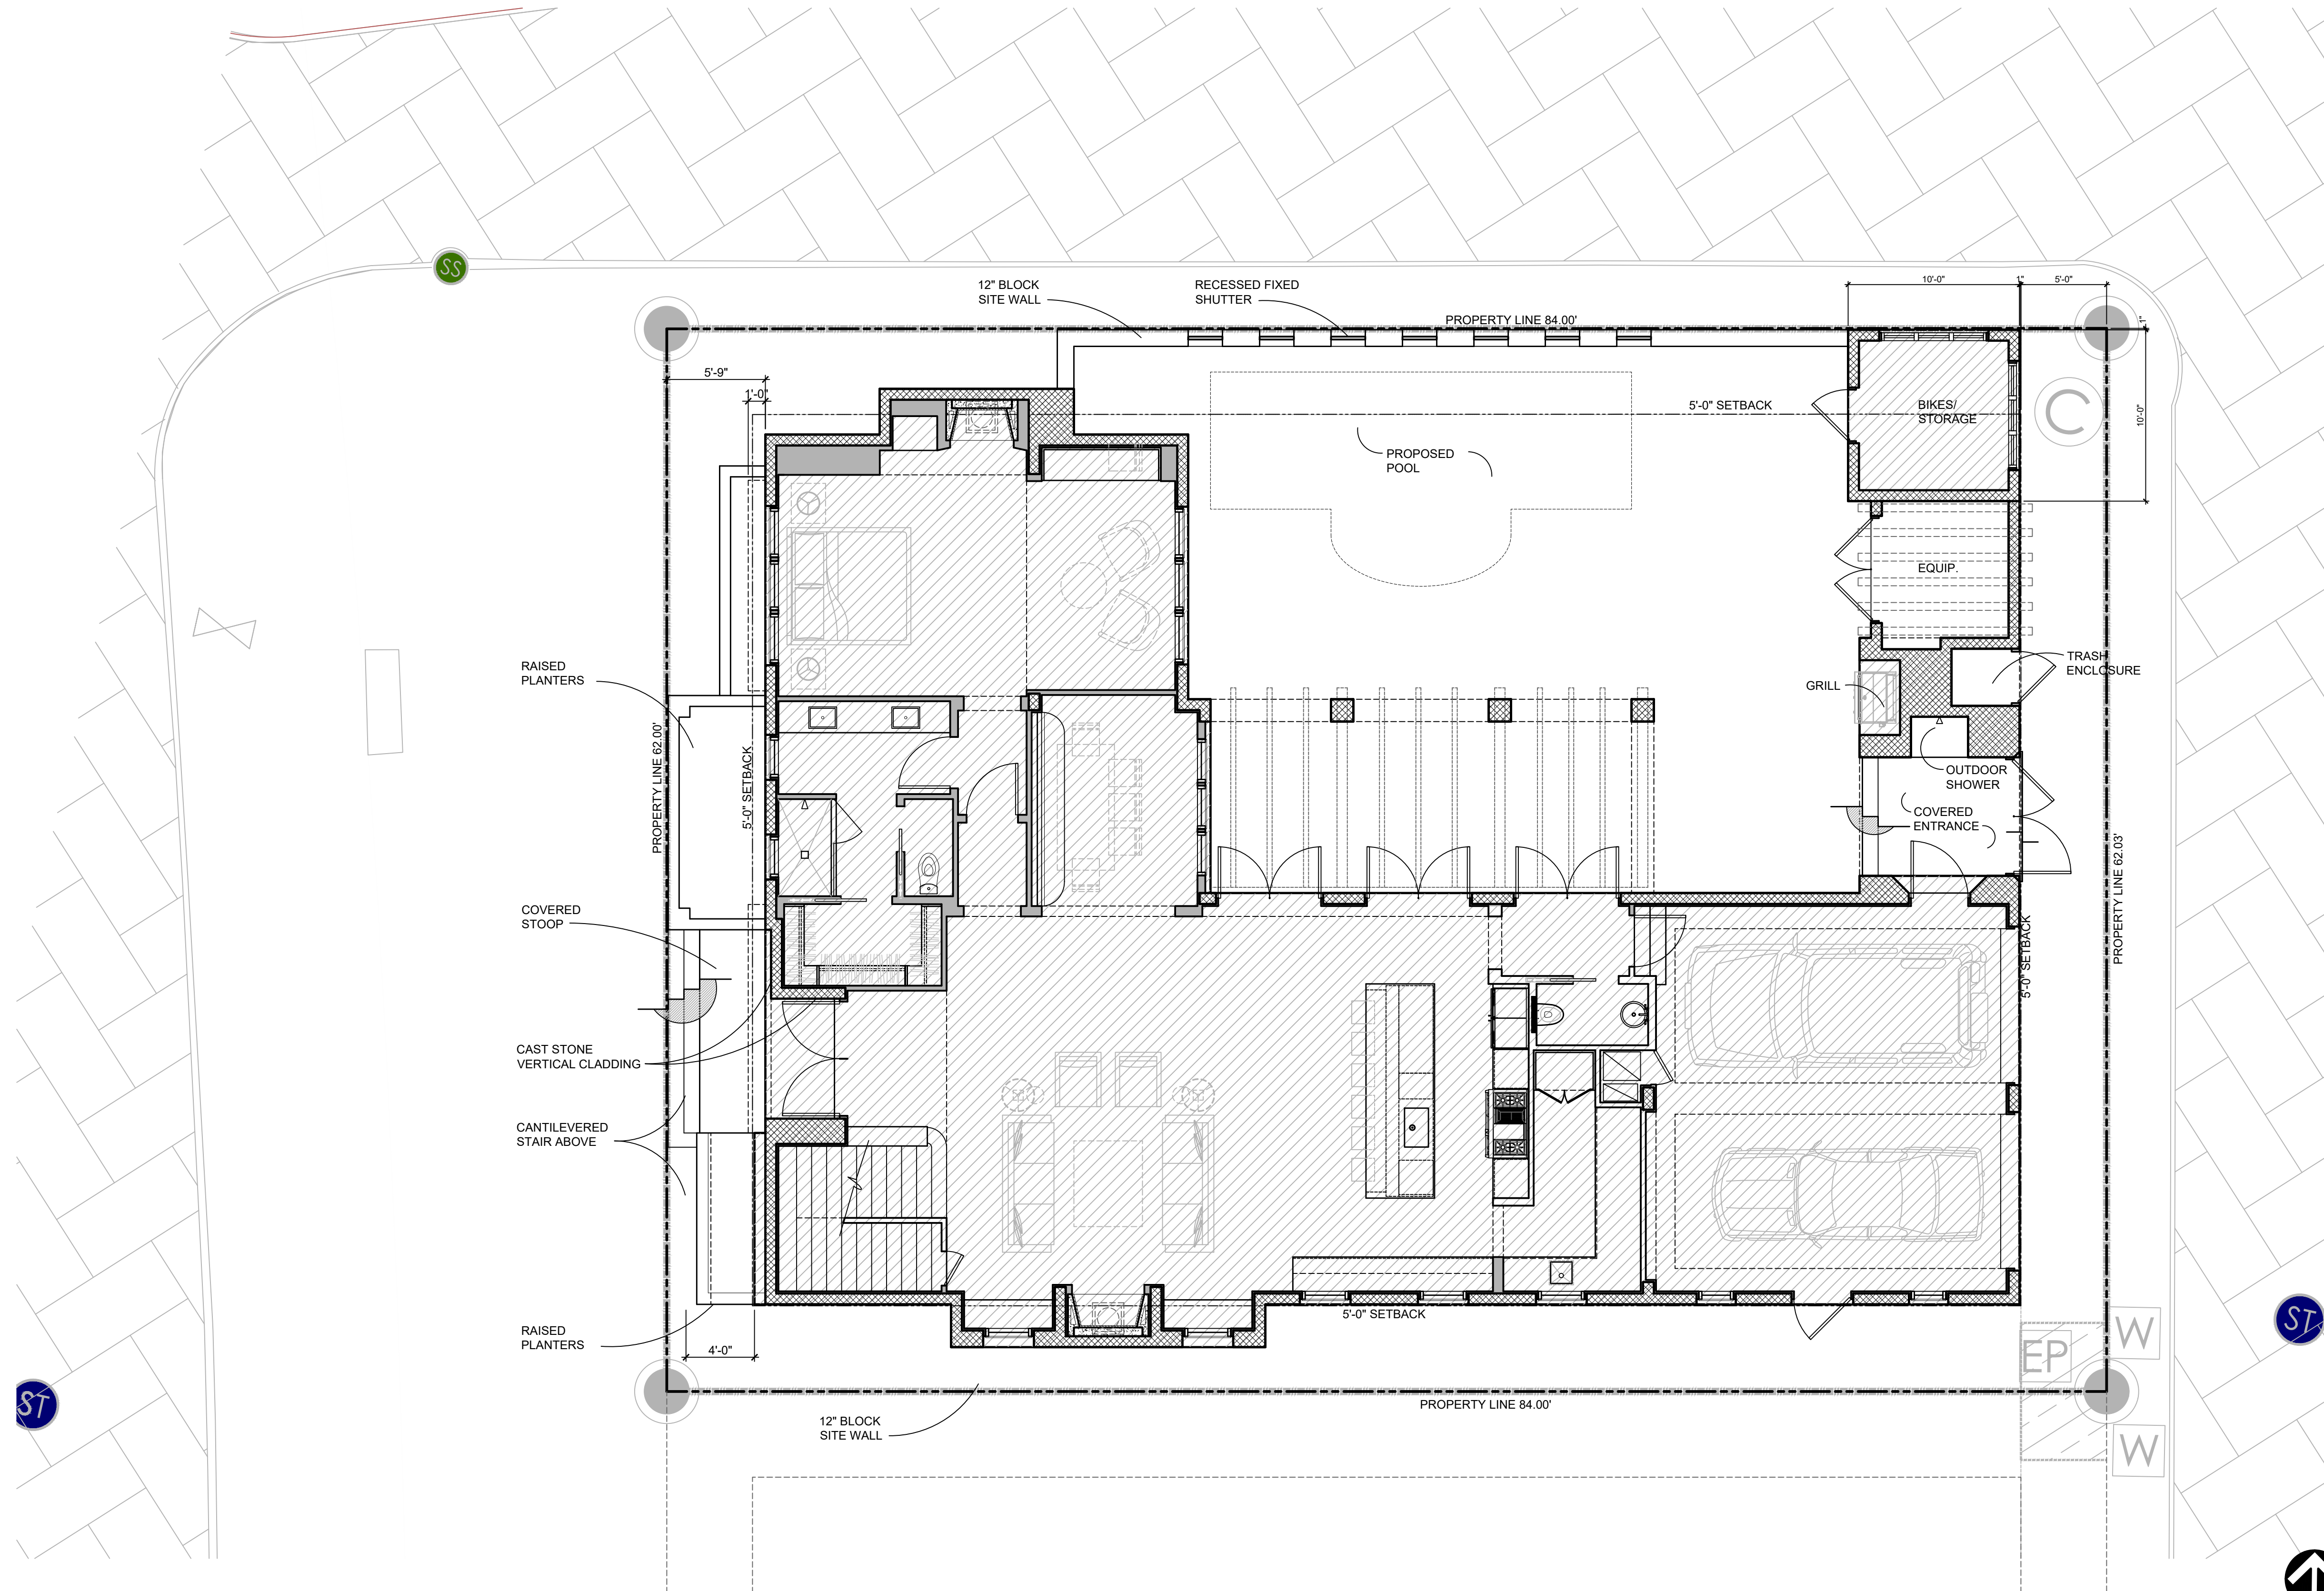 SS
12" BLOCK
SITE WALL
RECESSED FIXED
SHUTTER
10'-0"
1"
5'-0"
PROPERTY LINE 84.00'
1"
5'-9"
1'-0"
5'-0" SETBACK
BIKES/
STORAGE
10'-0"
C
PROPOSED
POOL
EQUIP.
RAISED
PLANTERS
TRASH
ENCLOSURE
GRILL
PROPERTY LINE 62.00'
5'-0" SETBACK
OUTDOOR
SHOWER
COVERED
ENTRANCE
PROPERTY LINE 62.03'
COVERED
STOOP
5'-0" SETBACK
CAST STONE
VERTICAL CLADDING
CANTILEVERED
STAIR ABOVE
5'-0" SETBACK
RAISED
PLANTERS
4'-0"
ST
W
EP
ST
PROPERTY LINE 84.00'
12" BLOCK
SITE WALL
W